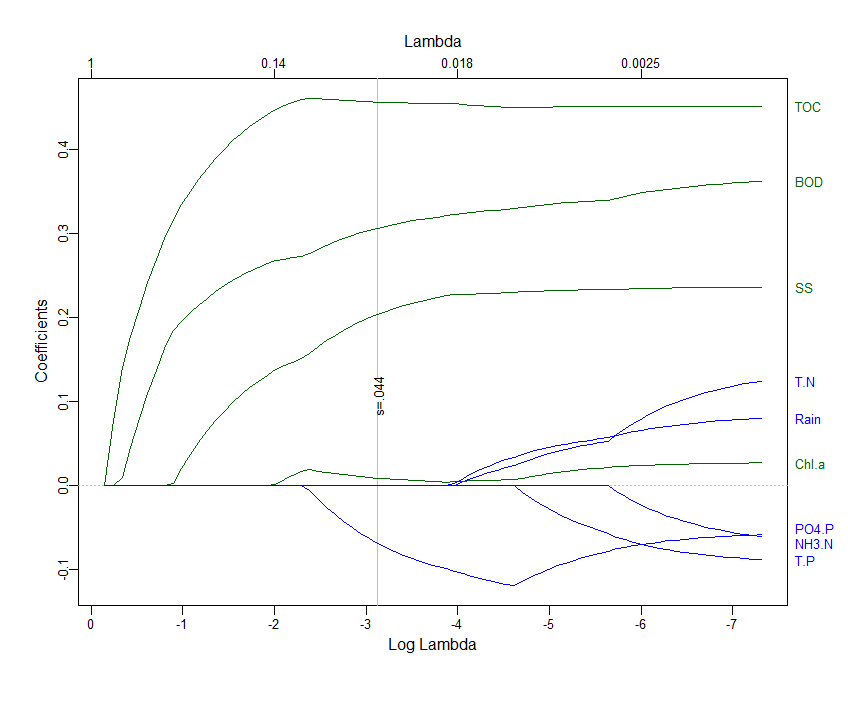 Lambda
1 0.14 0.018 0.0025
TOC
BOD
SS
T.N
Rain
Chl.a
PO4.P
NH3.N
T.P
Coefficients
0.4
0.3
0.2
0.1
0.0
-0.1
s=.044
0 -1 -2 -3 -4 -5 -6 -7
Log Lambda